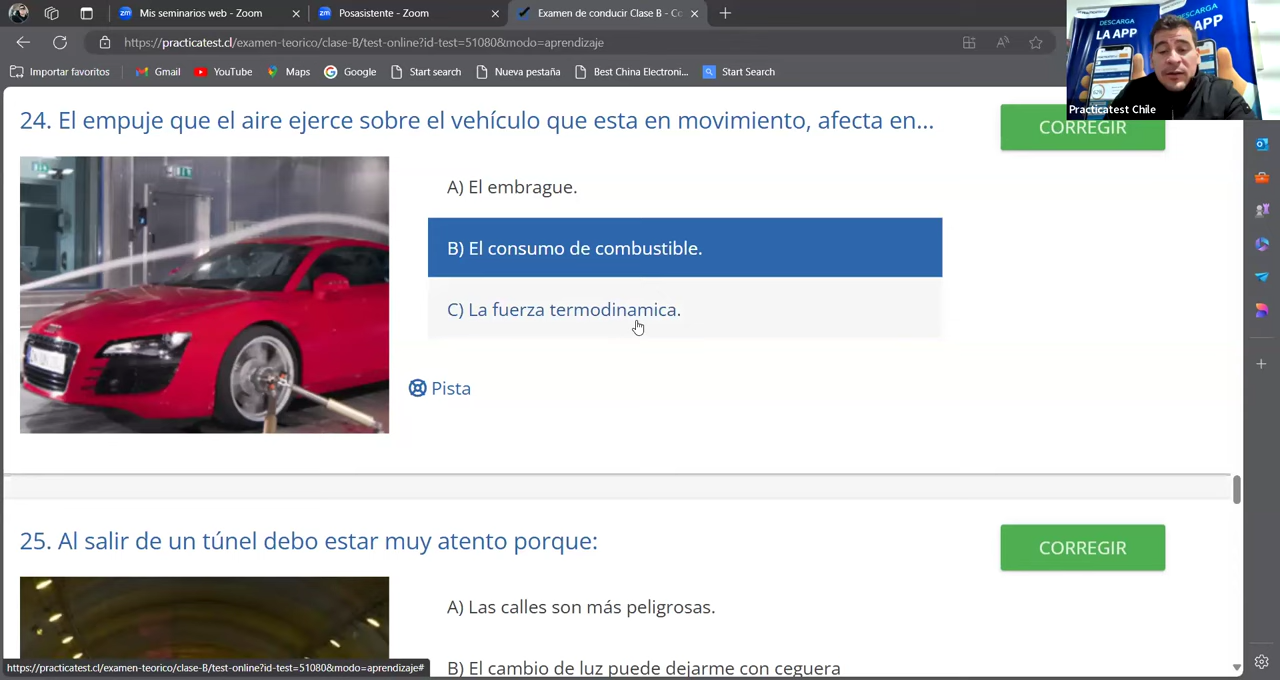 Mis seminarios web - Zoom
Posasistente - Zoom
Examen de conducir Clase B - Co
https://practicatest.cl/examen-teorico/clase-B/test-online?id-test=51080&modo=aprendizaje
Importar favoritos
Gmail
YouTube
Maps
Google
Start search
Nueva pestaña
Best China Electroni...
Start Search
DESCARGA
LA APP
DESCARGA
APP
Practicatest Chile
24. El empuje que el aire ejerce sobre el vehículo que esta en movimiento, afecta en...
CORREGIR
A) El embrague.
B) El consumo de combustible.
C) La fuerza termodinamica.
Pista
25. Al salir de un túnel debo estar muy atento porque:
CORREGIR
A) Las calles son más peligrosas.
B) El cambio de luz puede dejarme con ceguera
https://practicatest.cl/examen-teorico/clase-B/test-online?id-test=51080&modo=aprendizaje#